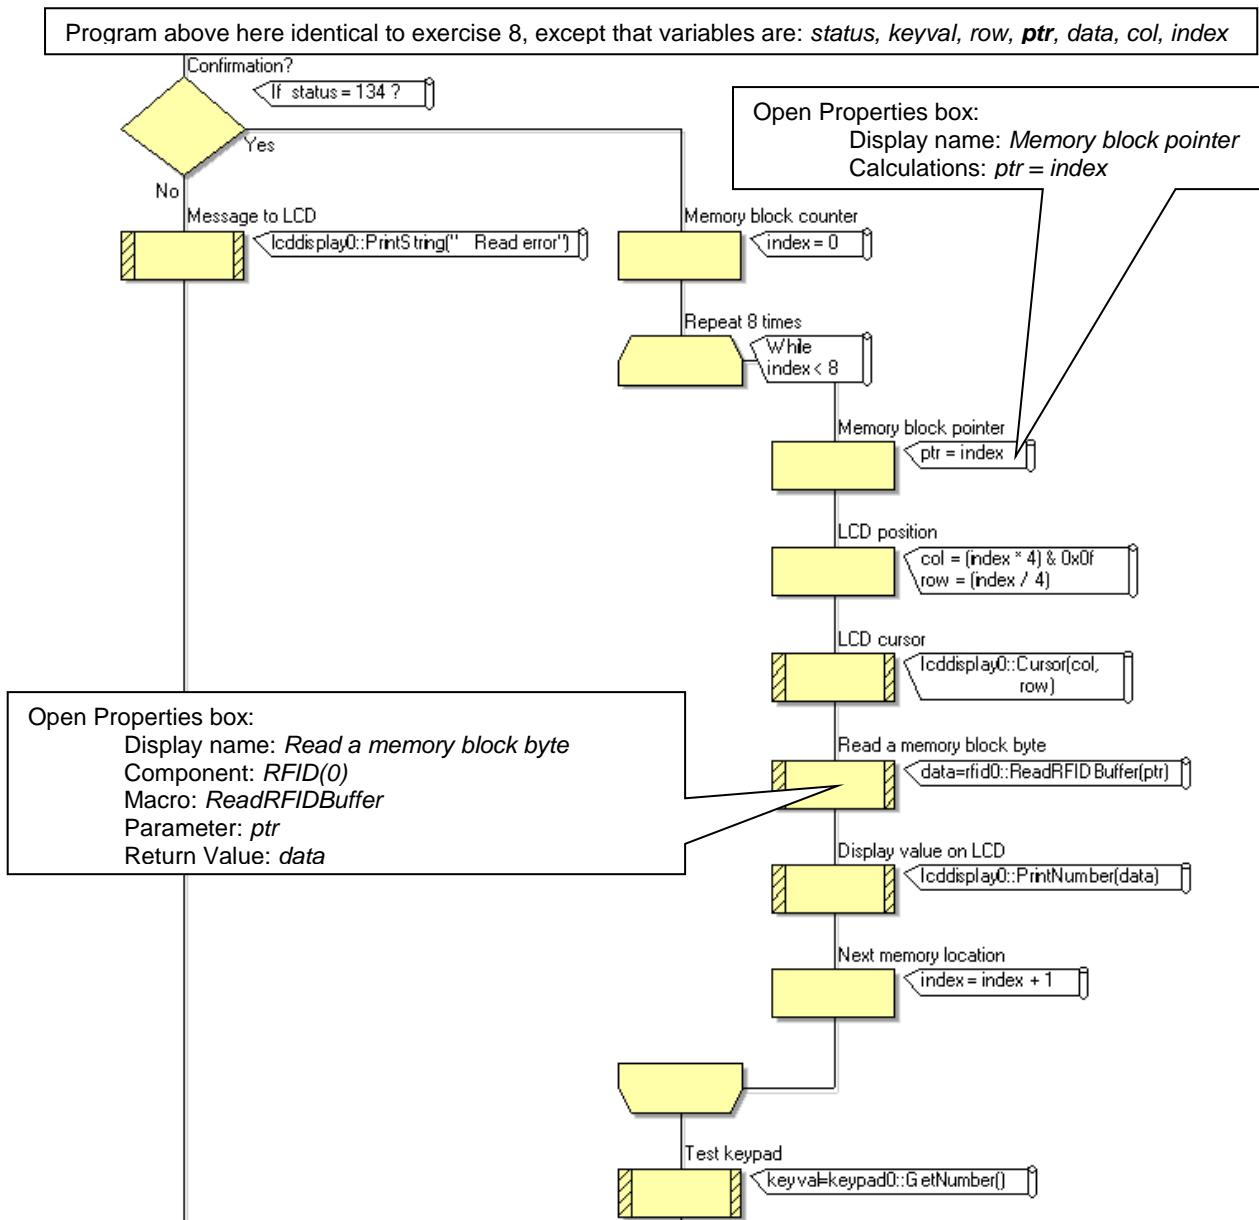 Program above here identical to exercise 8, except that variables are: status, keyval, row, ptr, data, col, index
Confirmation?
If status = 134 ?
Yes
No
Open Properties box:
Display name: Memory block pointer
Calculations: ptr = index
Message to LCD
lcddisplay0::PrintString("   Read error")
Memory block counter
index = 0
Repeat 8 times
While
index < 8
Memory block pointer
ptr = index
LCD position
col = (index * 4) & 0x0f
row = (index / 4)
LCD cursor
lcddisplay0::Cursor(col,
row)
Open Properties box:
Display name: Read a memory block byte
Component: RFID(0)
Macro: ReadRFIDBuffer
Parameter: ptr
Return Value: data
Read a memory block byte
data=rfid0::ReadRFIDBuffer(ptr)
Display value on LCD
lcddisplay0::PrintNumber(data)
Next memory location
index = index + 1
Test keypad
keyval=keypad0::GetNumber()